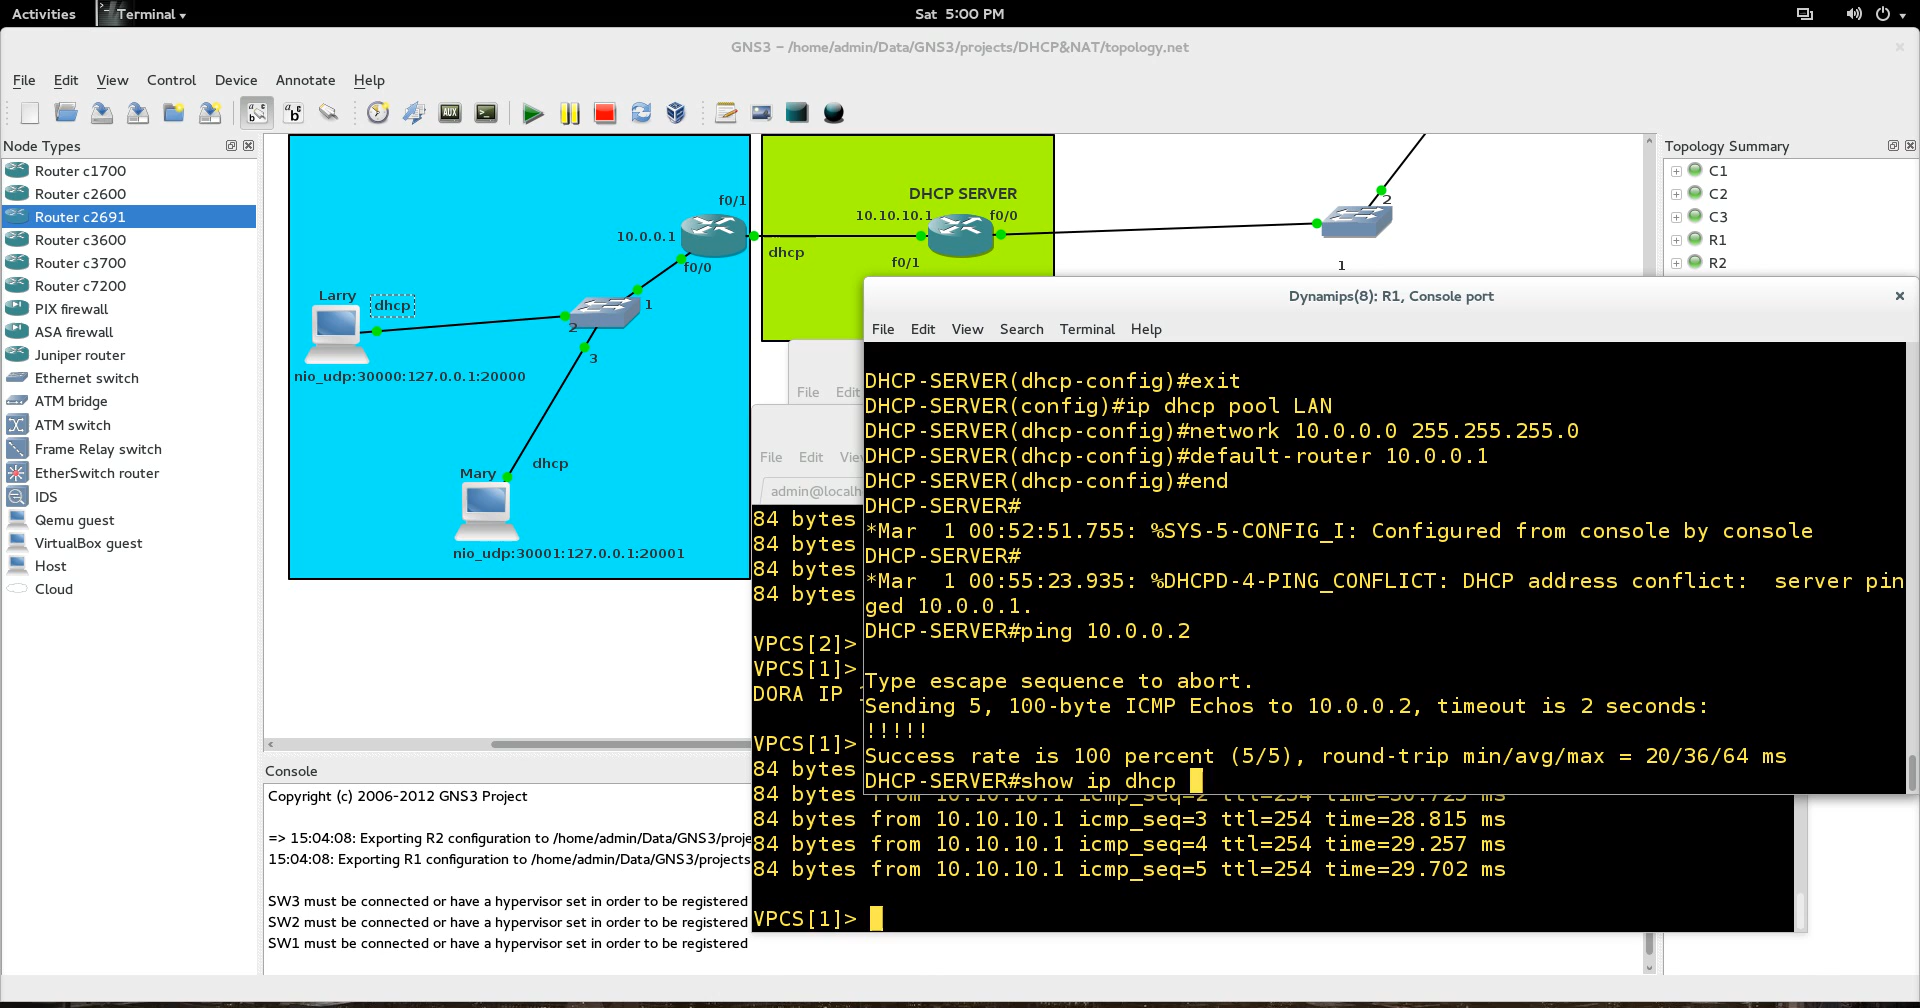 Activities
Terminal
Sat 5:00 PM
GNS3 – /home/admin/Data/GNS3/projects/DHCP&NAT/topology.net
File Edit View Control Device Annotate Help
AUX
Node Types
Router c1700
Router c2600
Router c2691
Router c3600
Router c3700
Router c7200
PIX firewall
ASA firewall
Juniper router
Ethernet switch
ATM bridge
ATM switch
Frame Relay switch
EtherSwitch router
IDS
Qemu guest
VirtualBox guest
Host
Cloud
f0/1
10.0.0.1
f0/0
Larry
dhcp
1
2
3
nio_udp:30000:127.0.0.1:20000
Mary
dhcp
nio_udp:30001:127.0.0.1:20001
DHCP SERVER
10.10.10.1
f0/0
dhcp
f0/1
2
1
Topology Summary
C1
C2
C3
R1
R2
Dynamips(8): R1, Console port
File Edit View Search Terminal Help
DHCP-SERVER(dhcp-config)#exit
DHCP-SERVER(config)#ip dhcp pool LAN
DHCP-SERVER(dhcp-config)#network 10.0.0.0 255.255.255.0
DHCP-SERVER(dhcp-config)#default-router 10.0.0.1
DHCP-SERVER(dhcp-config)#end
DHCP-SERVER#
*Mar  1 00:52:51.755: %SYS-5-CONFIG_I: Configured from console by console
DHCP-SERVER#
*Mar  1 00:55:23.935: %DHCPD-4-PING_CONFLICT: DHCP address conflict:  server pin
ged 10.0.0.1.
DHCP-SERVER#ping 10.0.0.2
Type escape sequence to abort.
Sending 5, 100-byte ICMP Echos to 10.0.0.2, timeout is 2 seconds:
!!!!!
Success rate is 100 percent (5/5), round-trip min/avg/max = 20/36/64 ms
DHCP-SERVER#show ip dhcp
File Edit
File Edit
admin@localh
84 bytes
84 bytes
84 bytes
84 bytes
VPCS[2]>
VPCS[1]>
DORA IP
VPCS[1]>
84 bytes
84 bytes from 10.10.10.1 icmp_seq=2 ttl=254 time=30.725 ms
84 bytes from 10.10.10.1 icmp_seq=3 ttl=254 time=28.815 ms
84 bytes from 10.10.10.1 icmp_seq=4 ttl=254 time=29.257 ms
84 bytes from 10.10.10.1 icmp_seq=5 ttl=254 time=29.702 ms
VPCS[1]>
Console
Copyright (c) 2006-2012 GNS3 Project
=> 15:04:08: Exporting R2 configuration to /home/admin/Data/GNS3/proje
15:04:08: Exporting R1 configuration to /home/admin/Data/GNS3/projects
SW3 must be connected or have a hypervisor set in order to be registered
SW2 must be connected or have a hypervisor set in order to be registered
SW1 must be connected or have a hypervisor set in order to be registered